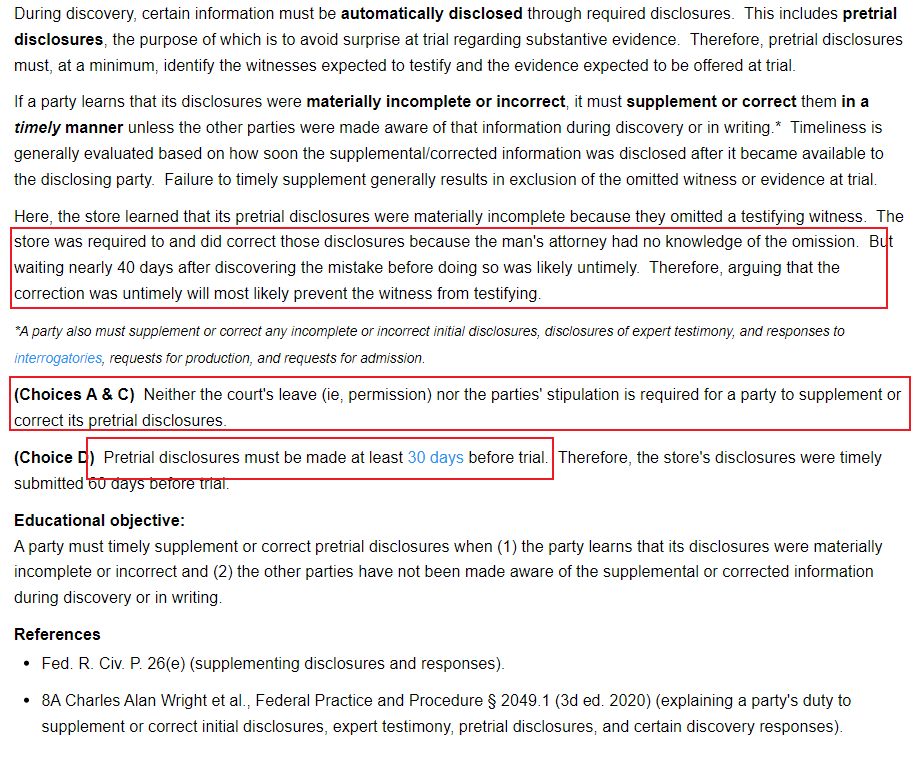 During discovery, certain information must be automatically disclosed through required disclosures. This includes pretrial
disclosures, the purpose of which is to avoid surprise at trial regarding substantive evidence. Therefore, pretrial disclosures
must, at a minimum, identify the witnesses expected to testify and the evidence expected to be offered at trial.
If a party learns that its disclosures were materially incomplete or incorrect, it must supplement or correct them in a
timely manner unless the other parties were made aware of that information during discovery or in writing.* Timeliness is
generally evaluated based on how soon the supplemental/corrected information was disclosed after it became available to
the disclosing party. Failure to timely supplement generally results in exclusion of the omitted witness or evidence at trial.
Here, the store learned that its pretrial disclosures were materially incomplete because they omitted a testifying witness. The
store was required to and did correct those disclosures because the man's attorney had no knowledge of the omission. But
waiting nearly 40 days after discovering the mistake before doing so was likely untimely. Therefore, arguing that the
correction was untimely will most likely prevent the witness from testifying.
*A party also must supplement or correct any incomplete or incorrect initial disclosures, disclosures of expert testimony, and responses to
interrogatories, requests for production, and requests for admission.
(Choices A & C) Neither the court's leave (ie, permission) nor the parties' stipulation is required for a party to supplement or
correct its pretrial disclosures.
(Choice D) Pretrial disclosures must be made at least 30 days before trial. Therefore, the store's disclosures were timely
submitted 60 days before trial.
Educational objective:
A party must timely supplement or correct pretrial disclosures when (1) the party learns that its disclosures were materially
incomplete or incorrect and (2) the other parties have not been made aware of the supplemental or corrected information
during discovery or in writing.
References
• Fed. R. Civ. P. 26(e) (supplementing disclosures and responses).
• 8A Charles Alan Wright et al., Federal Practice and Procedure § 2049.1 (3d ed. 2020) (explaining a party's duty to
supplement or correct initial disclosures, expert testimony, pretrial disclosures, and certain discovery responses).